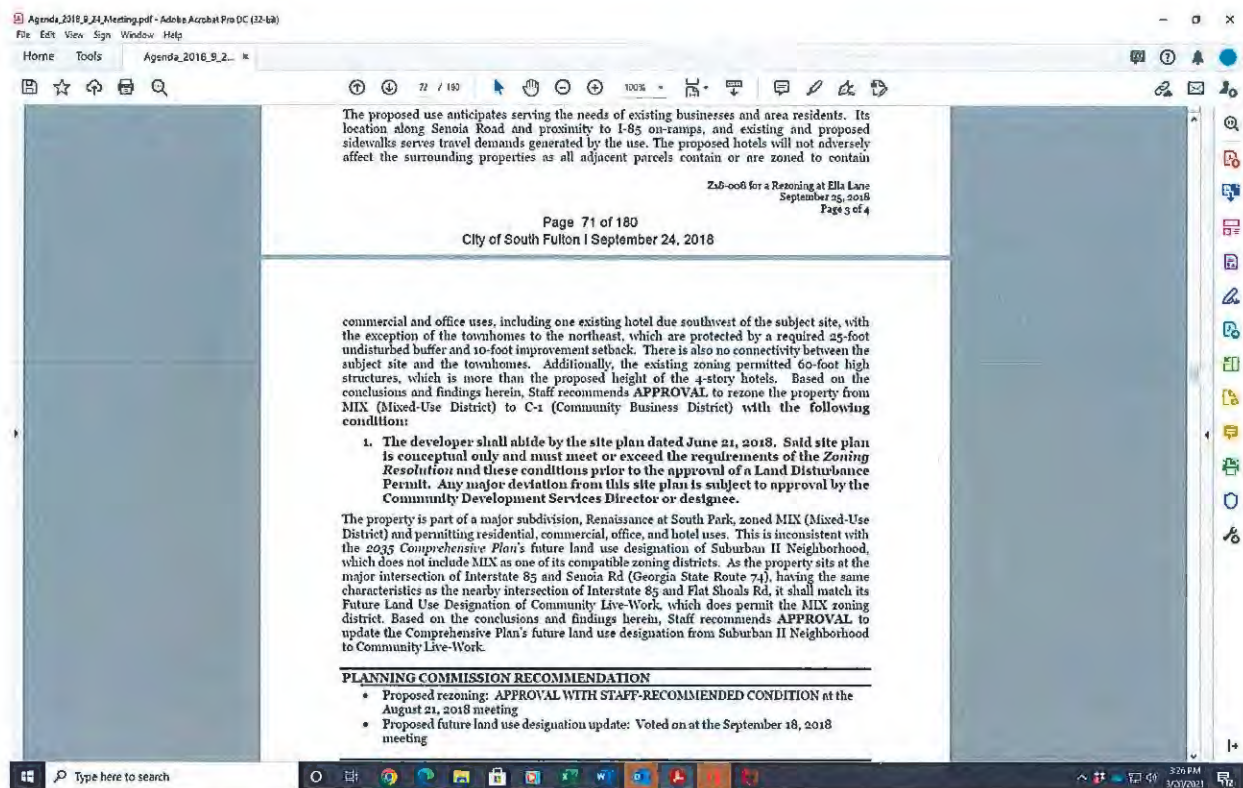 Agenda_2018_9_24_Meeting.pdf - Adobe Acrobat Pro DC (32-bit)
File Edit View Sign Window Help
Home Tools Agenda_2018_9_2... ×
72 / 180 100%
The proposed use anticipates serving the needs of existing businesses and area residents. Its
location along Senoia Road and proximity to I-85 on-ramps, and existing and proposed
sidewalks serves travel demands generated by the use. The proposed hotels will not adversely
affect the surrounding properties as all adjacent parcels contain or are zoned to contain
Z18-008 for a Rezoning at Ella Lane
September 25, 2018
Page 3 of 4
Page 71 of 180
City of South Fulton | September 24, 2018
commercial and office uses, including one existing hotel due southwest of the subject site, with
the exception of the townhomes to the northeast, which are protected by a required 25-foot
undisturbed buffer and 10-foot improvement setback. There is also no connectivity between the
subject site and the townhomes. Additionally, the existing zoning permitted 60-foot high
structures, which is more than the proposed height of the 4-story hotels. Based on the
conclusions and findings herein, Staff recommends APPROVAL to rezone the property from
MIX (Mixed-Use District) to C-1 (Community Business District) with the following
condition:
1. The developer shall abide by the site plan dated June 21, 2018. Said site plan
is conceptual only and must meet or exceed the requirements of the Zoning
Resolution and these conditions prior to the approval of a Land Disturbance
Permit. Any major deviation from this site plan is subject to approval by the
Community Development Services Director or designee.
The property is part of a major subdivision, Renaissance at South Park, zoned MIX (Mixed-Use
District) and permitting residential, commercial, office, and hotel uses. This is inconsistent with
the 2035 Comprehensive Plan's future land use designation of Suburban II Neighborhood,
which does not include MIX as one of its compatible zoning districts. As the property sits at the
major intersection of Interstate 85 and Senoia Rd (Georgia State Route 74), having the same
characteristics as the nearby intersection of Interstate 85 and Flat Shoals Rd, it shall match its
Future Land Use Designation of Community Live-Work, which does permit the MIX zoning
district. Based on the conclusions and findings herein, Staff recommends APPROVAL to
update the Comprehensive Plan's future land use designation from Suburban II Neighborhood
to Community Live-Work.
PLANNING COMMISSION RECOMMENDATION
• Proposed rezoning: APPROVAL WITH STAFF-RECOMMENDED CONDITION at the
August 21, 2018 meeting
• Proposed future land use designation update: Voted on at the September 18, 2018
meeting
Type here to search
3:26 PM
3/20/2021